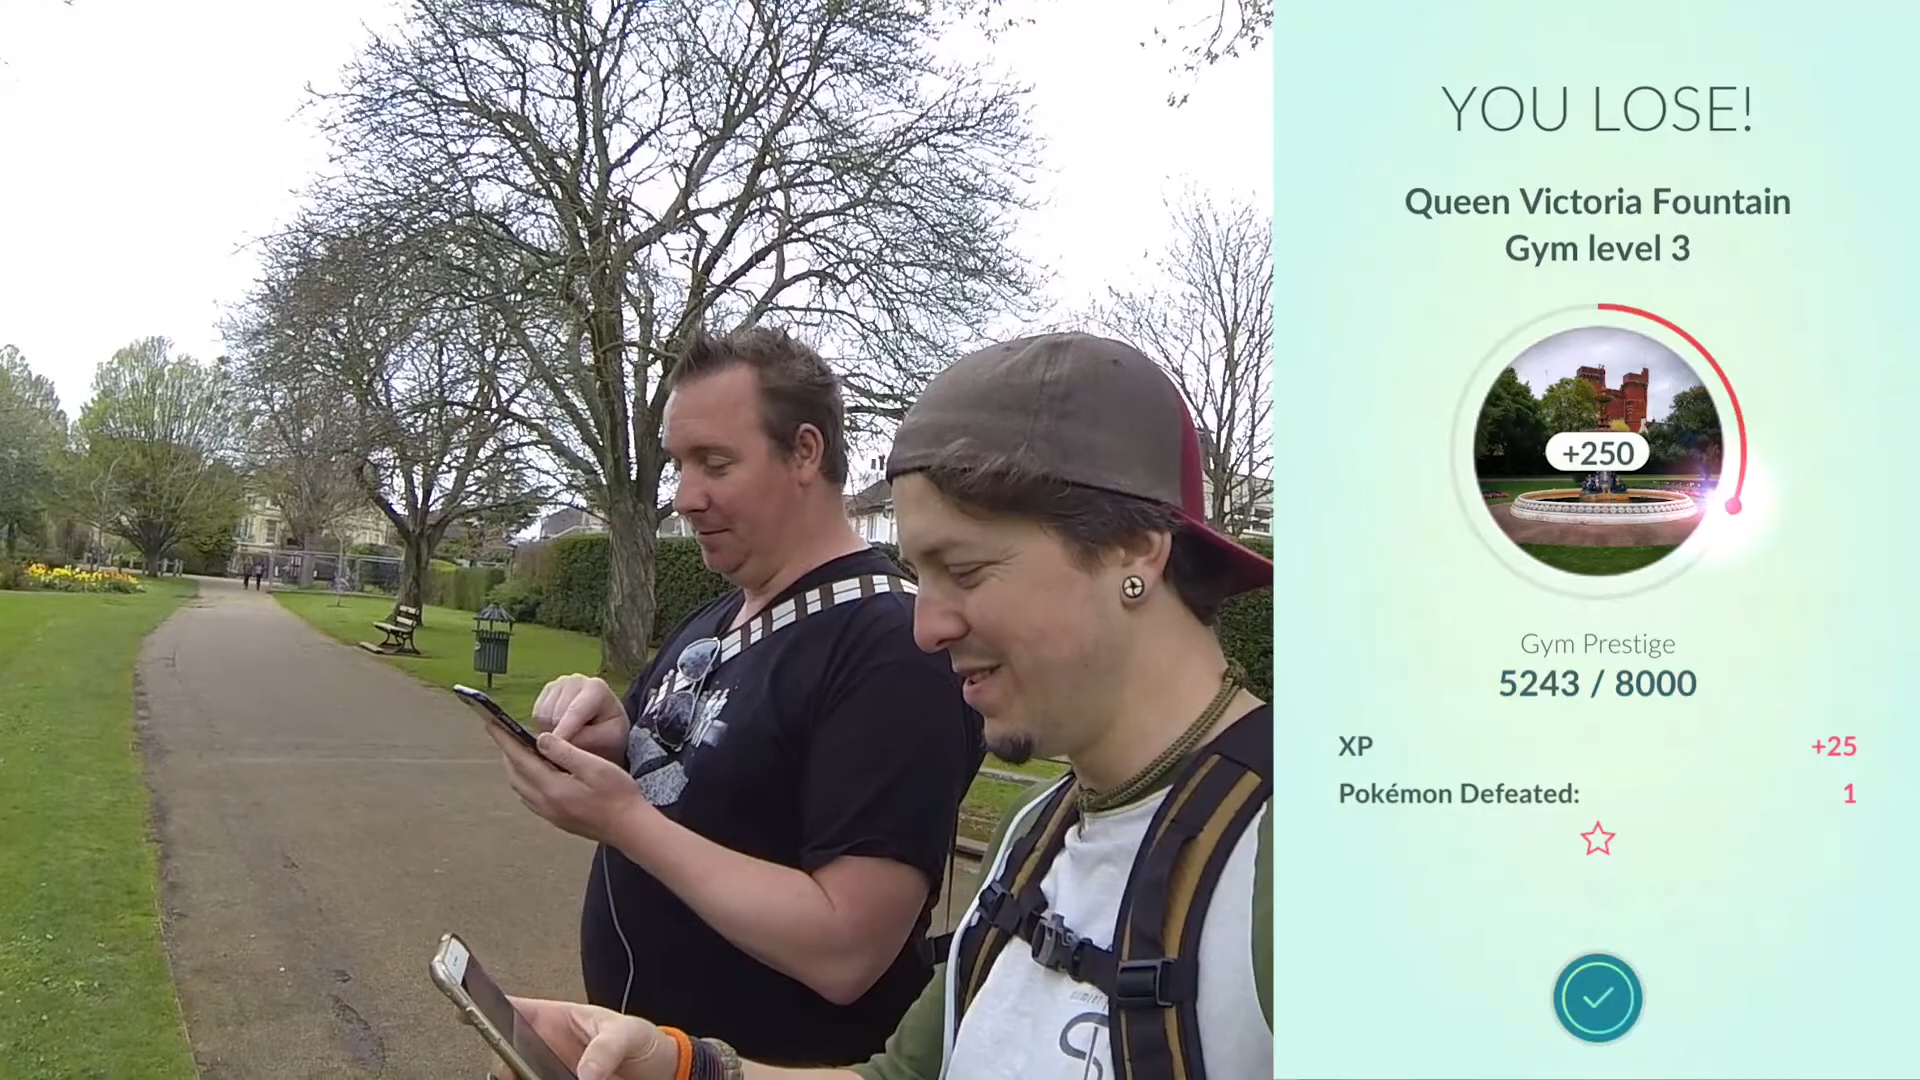 YOU LOSE!
Queen Victoria Fountain
Gym level 3
+250
Gym Prestige
5243 / 8000
XP +25
Pokémon Defeated: 1